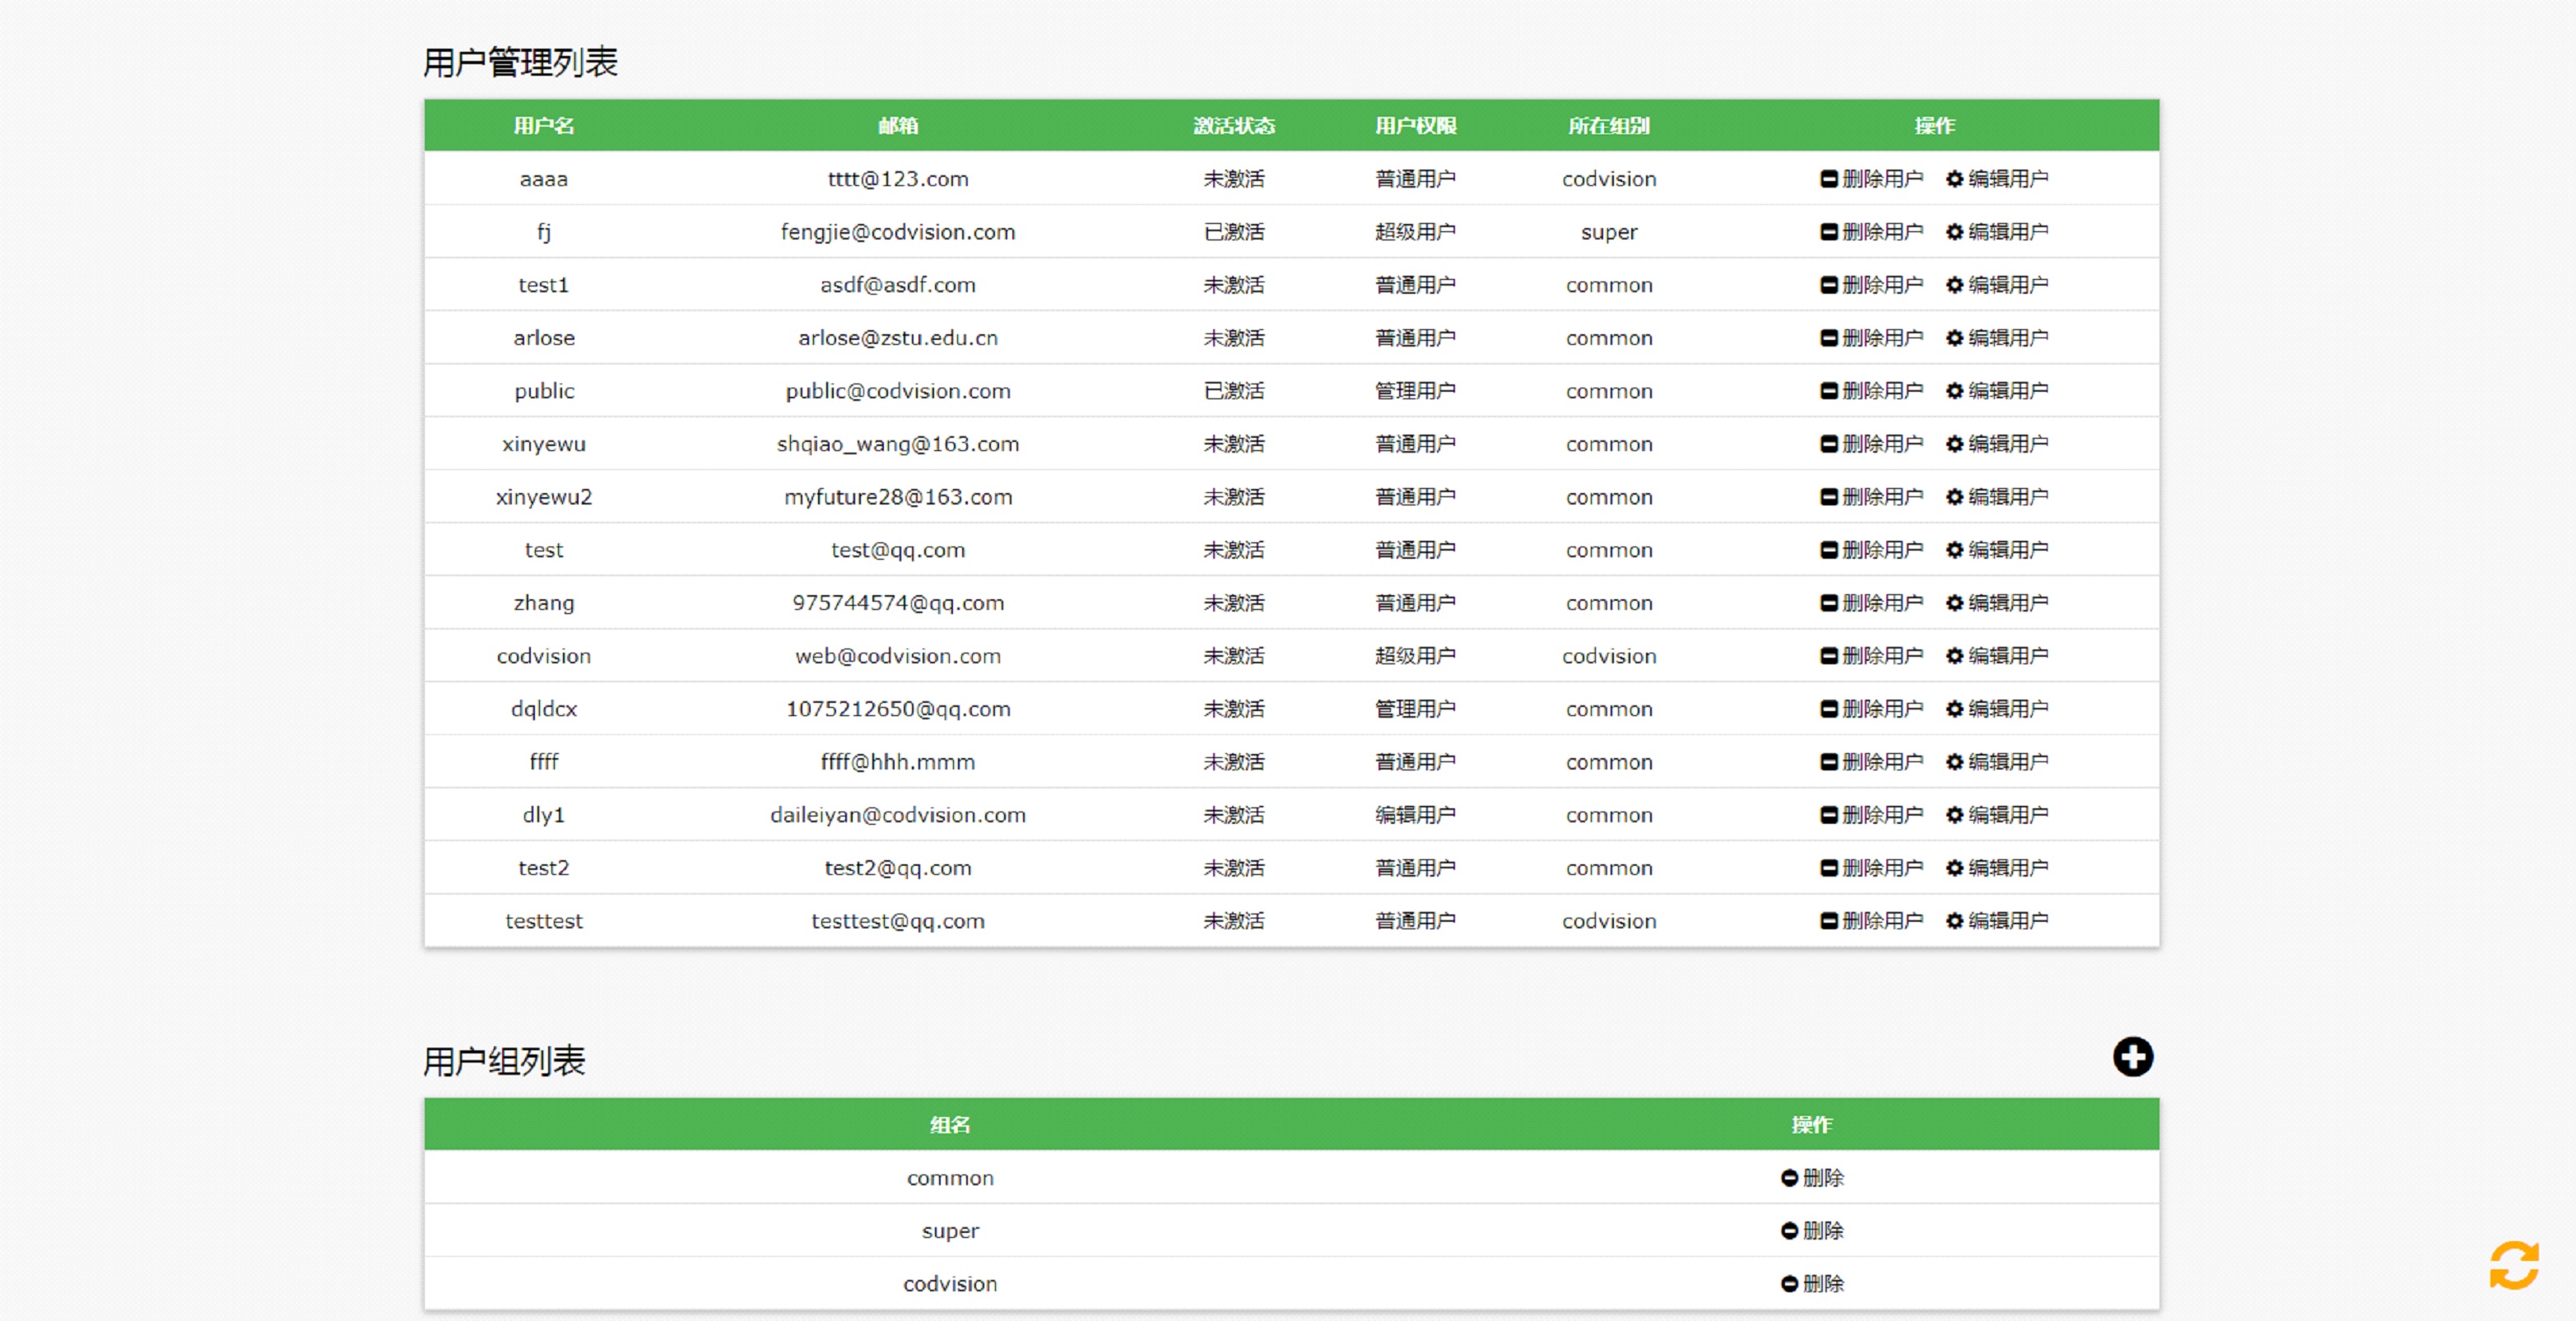 用户管理列表
用户名 邮箱 激活状态 用户权限 所在组别 操作
aaaa tttt@123.com 未激活 普通用户 codvision 删除用户 编辑用户
fj fengjie@codvision.com 已激活 超级用户 super 删除用户 编辑用户
test1 asdf@asdf.com 未激活 普通用户 common 删除用户 编辑用户
arlose arlose@zstu.edu.cn 未激活 普通用户 common 删除用户 编辑用户
public public@codvision.com 已激活 管理用户 common 删除用户 编辑用户
xinyewu shqiao_wang@163.com 未激活 普通用户 common 删除用户 编辑用户
xinyewu2 myfuture28@163.com 未激活 普通用户 common 删除用户 编辑用户
test test@qq.com 未激活 普通用户 common 删除用户 编辑用户
zhang 975744574@qq.com 未激活 普通用户 common 删除用户 编辑用户
codvision web@codvision.com 未激活 超级用户 codvision 删除用户 编辑用户
dqldcx 1075212650@qq.com 未激活 管理用户 common 删除用户 编辑用户
ffff ffff@hhh.mmm 未激活 普通用户 common 删除用户 编辑用户
dly1 daileiyan@codvision.com 未激活 编辑用户 common 删除用户 编辑用户
test2 test2@qq.com 未激活 普通用户 common 删除用户 编辑用户
testtest testtest@qq.com 未激活 普通用户 codvision 删除用户 编辑用户
用户组列表
组名 操作
common 删除
super 删除
codvision 删除